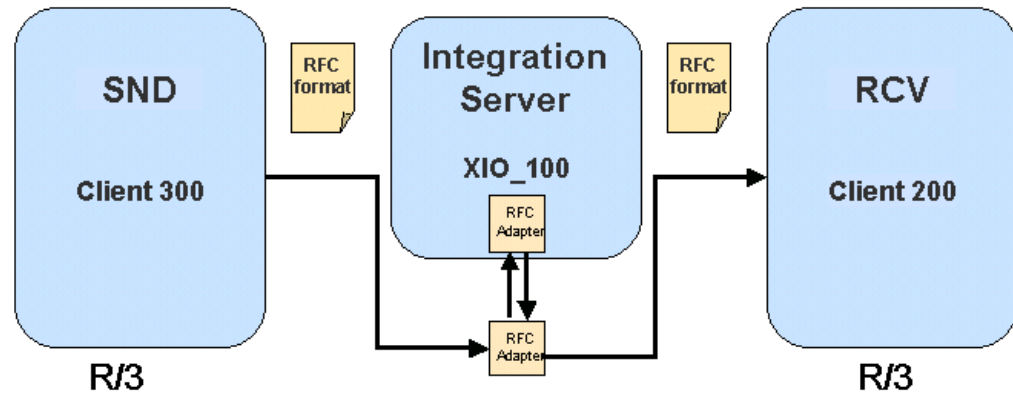 SND
Client 300
R/3
RFC
format
Integration
Server
XIO_100
RFC
Adapter
RFC
Adapter
RFC
format
RCV
Client 200
R/3